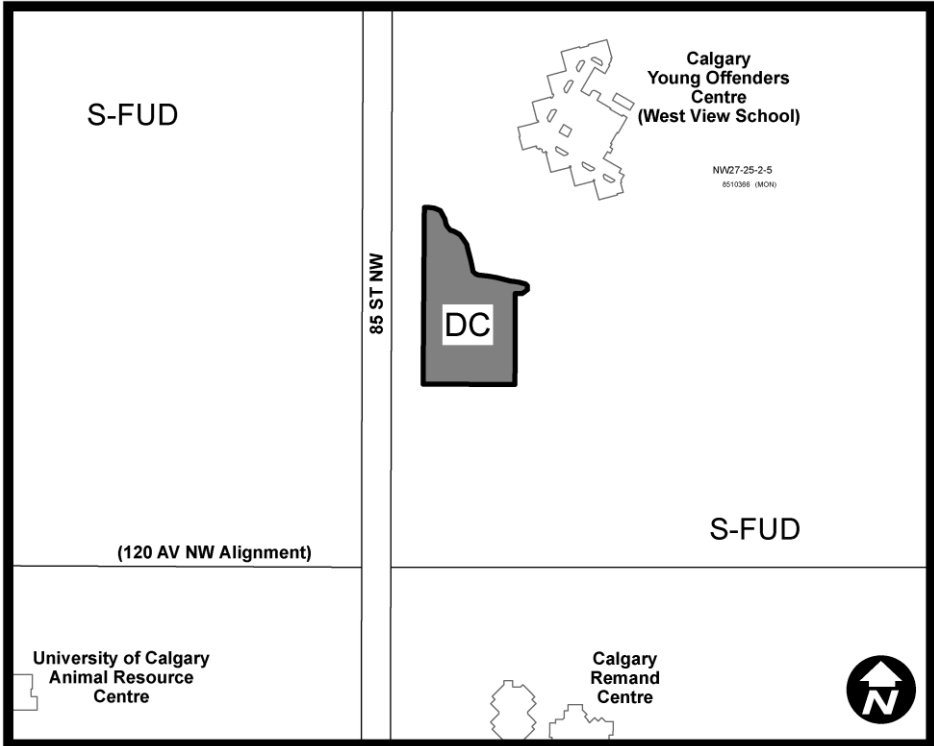 Calgary
Young Offenders
Centre
(West View School)
S-FUD
NW27-25-2-5
8510366 (MON)
85 ST NW
DC
S-FUD
(120 AV NW Alignment)
University of Calgary
Animal Resource
Centre
Calgary
Remand
Centre
N